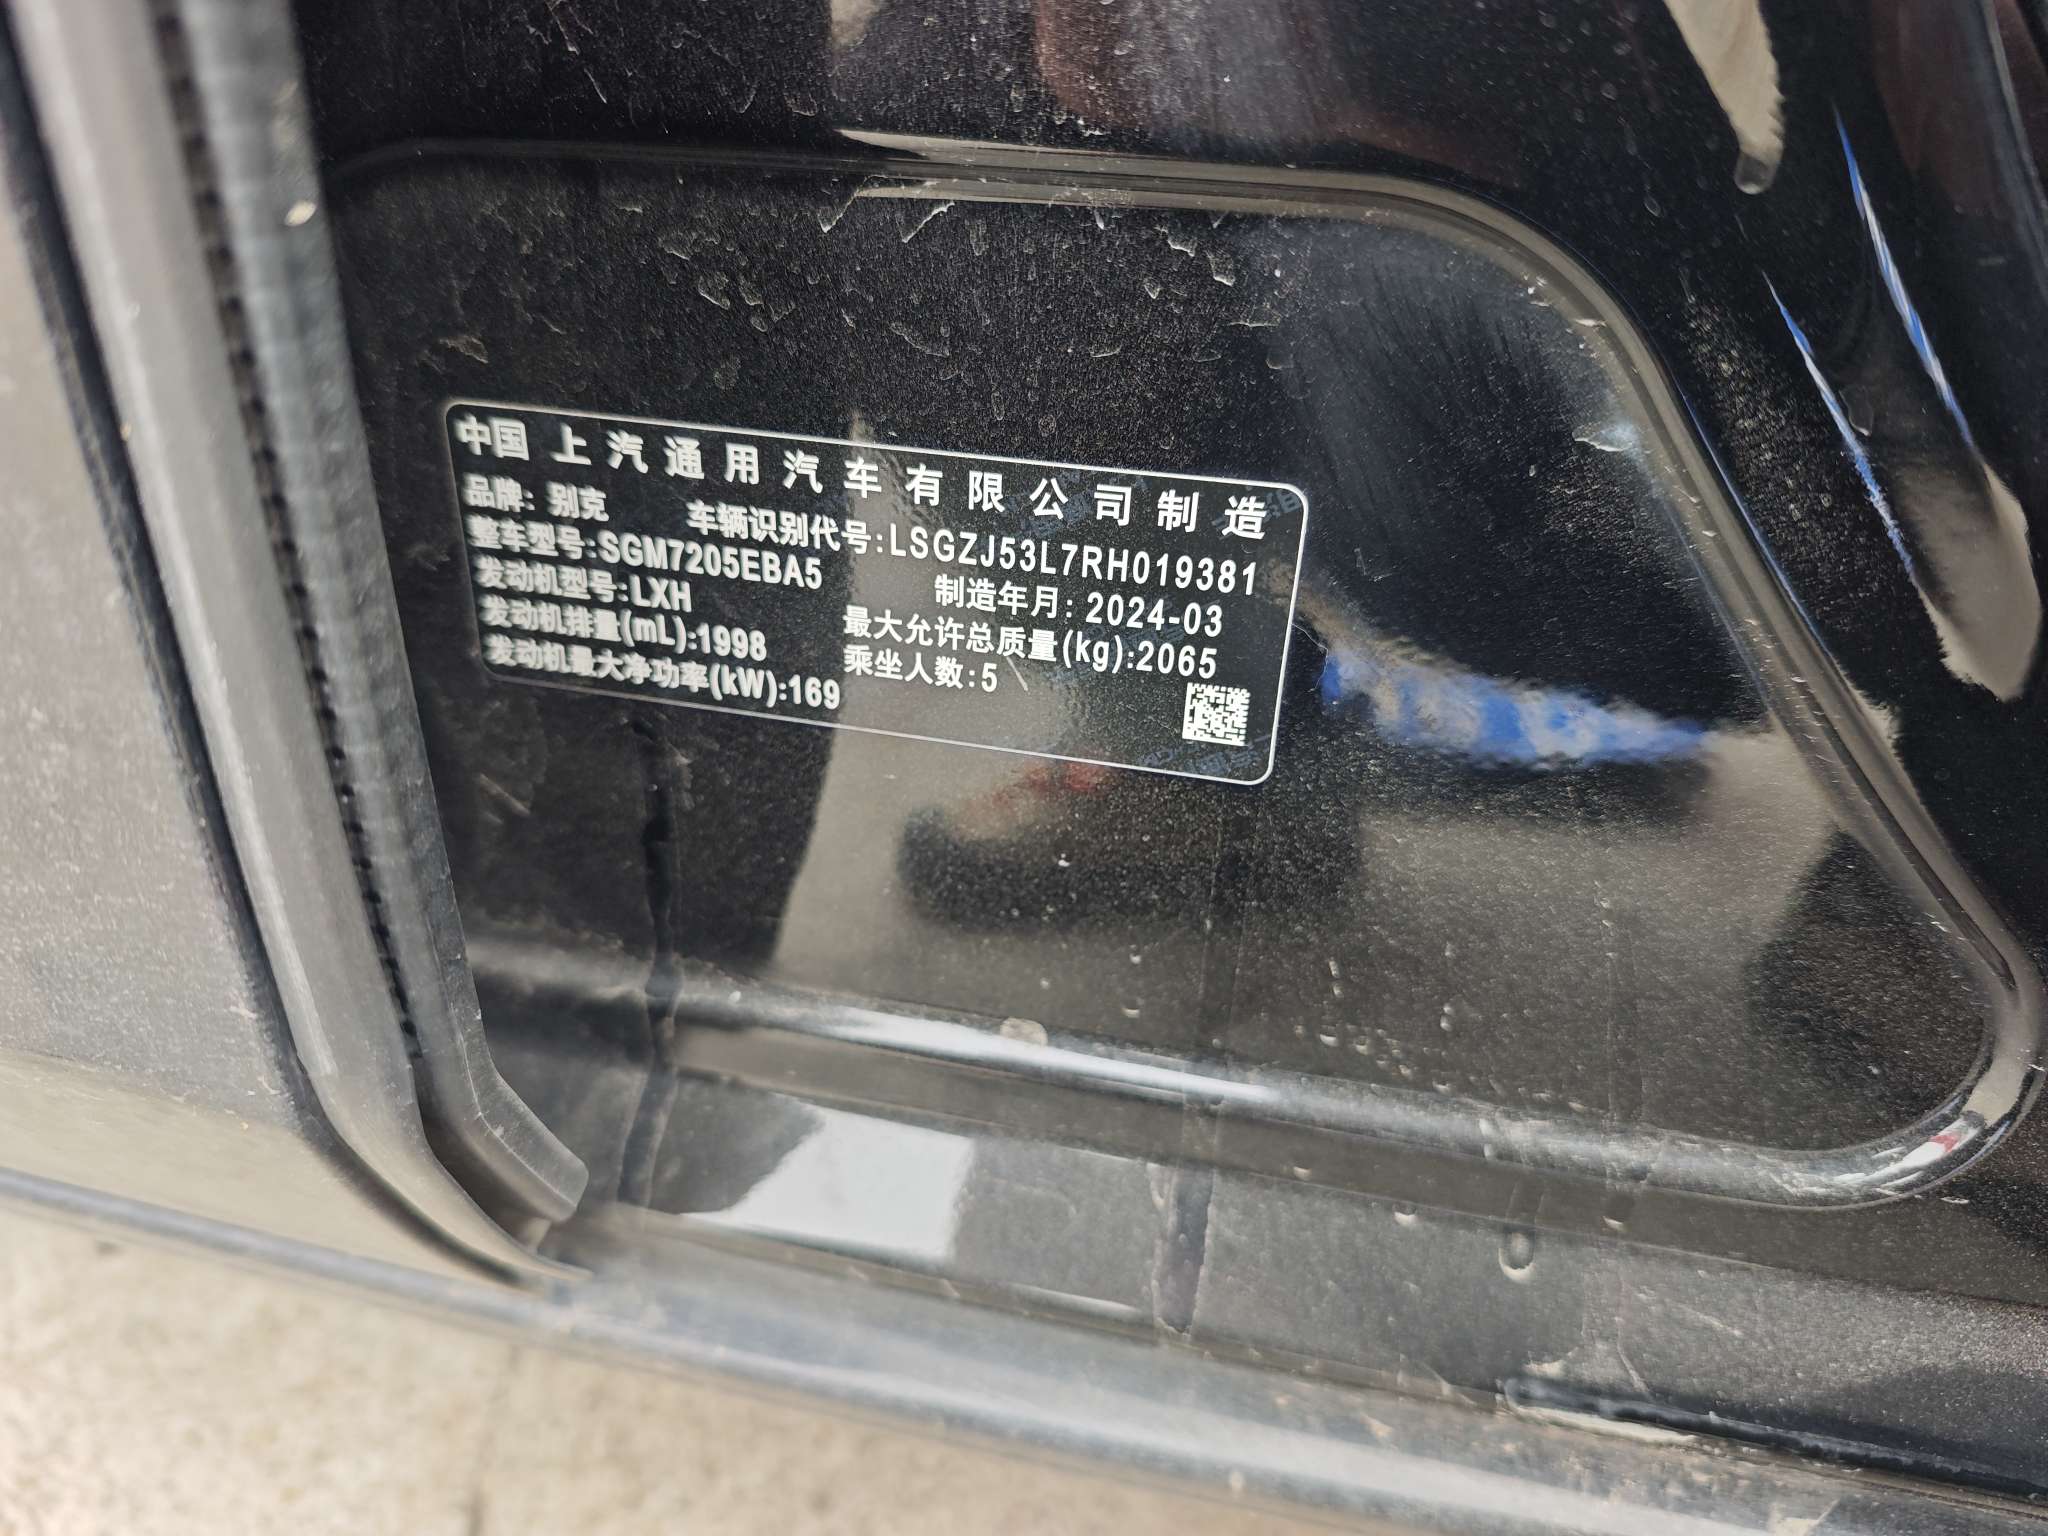 中国 上汽通用汽车有限公司制造
品牌: 别克 车辆识别代号:LSGZJ53L7RH019381
整车型号:SGM7205EBA5 制造年月: 2024-03
发动机型号:LXH 最大允许总质量(kg):2065
发动机排量(mL):1998 乘坐人数:5
发动机最大净功率(kW):169